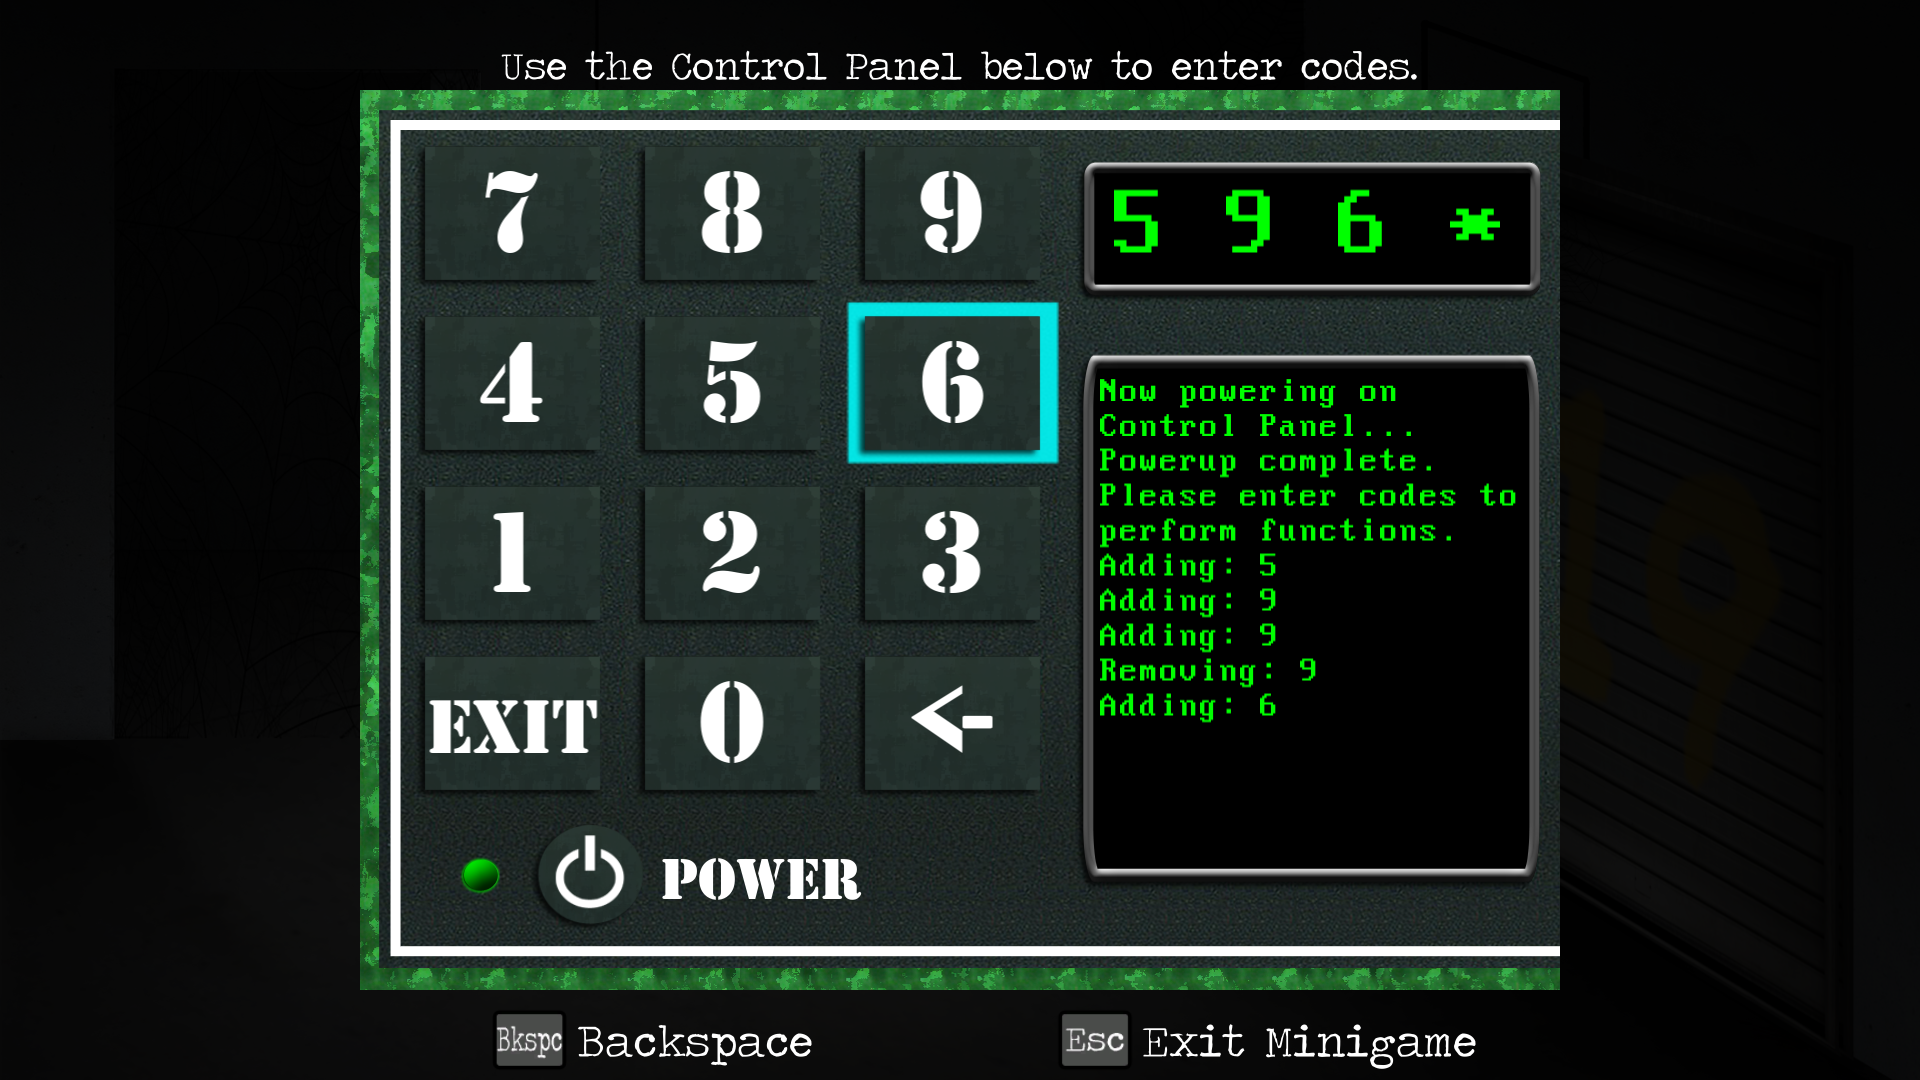 Use the Control Panel below to enter codes.
7 8 9
5 9 6 *
4 5 6
1 2 3
EXIT 0 <-
POWER
Now powering on
Control Panel...
Powerup complete.
Please enter codes to
perform functions.
Adding: 5
Adding: 9
Adding: 9
Removing: 9
Adding: 6
Bkspc Backspace
Esc Exit Minigame